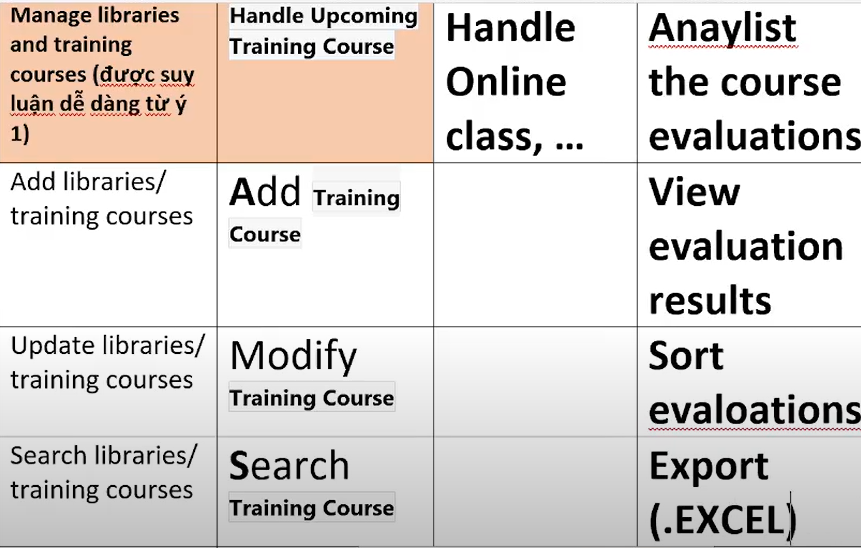 Manage libraries
and training
courses (được suy
luận dễ dàng từ ý
1)
Handle Upcoming
Training Course
Handle
Online
class, ...
Anaylist
the course
evaluations
Add libraries/
training courses
Add Training
Course
View
evaluation
results
Update libraries/
training courses
Modify
Training Course
Sort
evaloations
Search libraries/
training courses
Search
Training Course
Export
(.EXCEL)